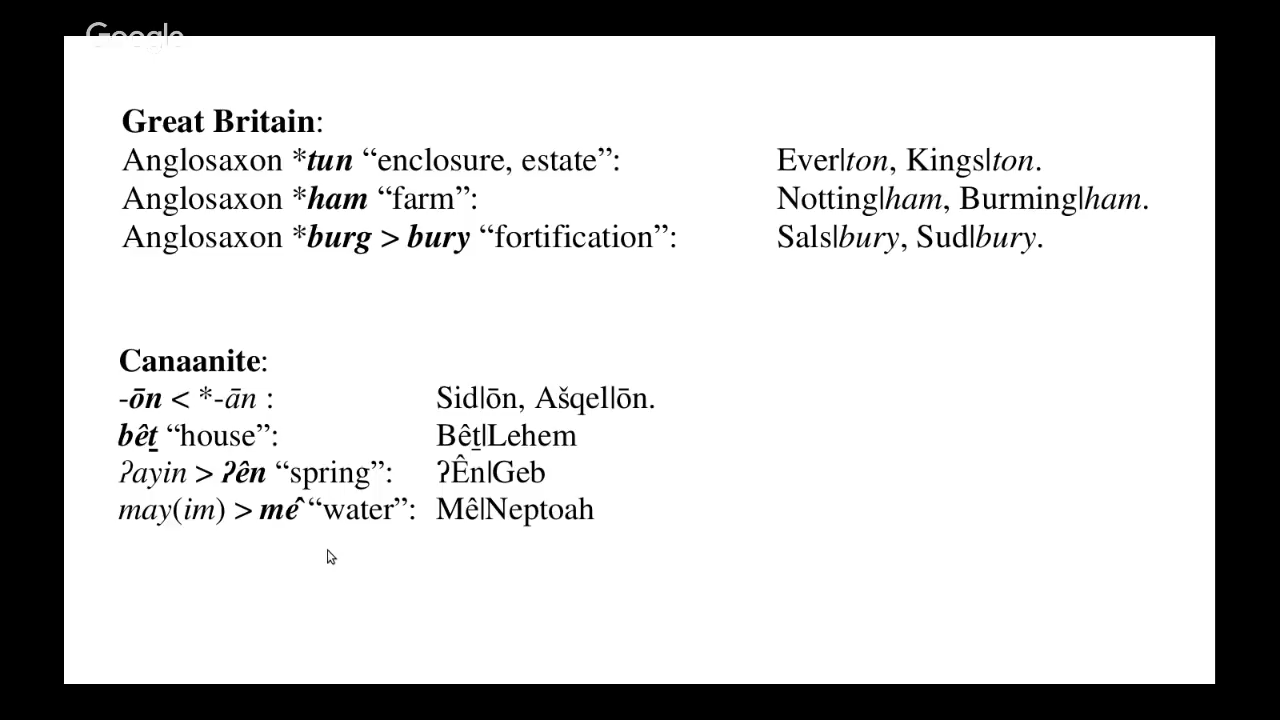 Google
Great Britain:
Anglosaxon *tun “enclosure, estate”: Ever|ton, Kings|ton.
Anglosaxon *ham “farm”: Notting|ham, Burming|ham.
Anglosaxon *burg > bury “fortification”: Sals|bury, Sud|bury.
Canaanite:
-ōn < *-ān : Sid|ōn, Ašqel|ōn.
bêṯ “house”: Bêṯ|Lehem
ʔayin > ʔên “spring”: ʔÊn|Geb
may(im) > mê “water”: Mê|Neptoah